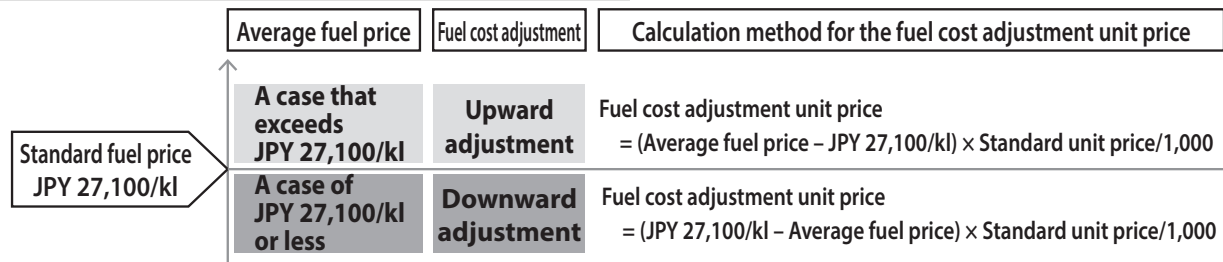 Average fuel price
Fuel cost adjustment
Calculation method for the fuel cost adjustment unit price
Standard fuel price
JPY 27,100/kl
A case that
exceeds
JPY 27,100/kl
Upward
adjustment
Fuel cost adjustment unit price
= (Average fuel price – JPY 27,100/kl) × Standard unit price/1,000
A case of
JPY 27,100/kl
or less
Downward
adjustment
Fuel cost adjustment unit price
= (JPY 27,100/kl – Average fuel price) × Standard unit price/1,000